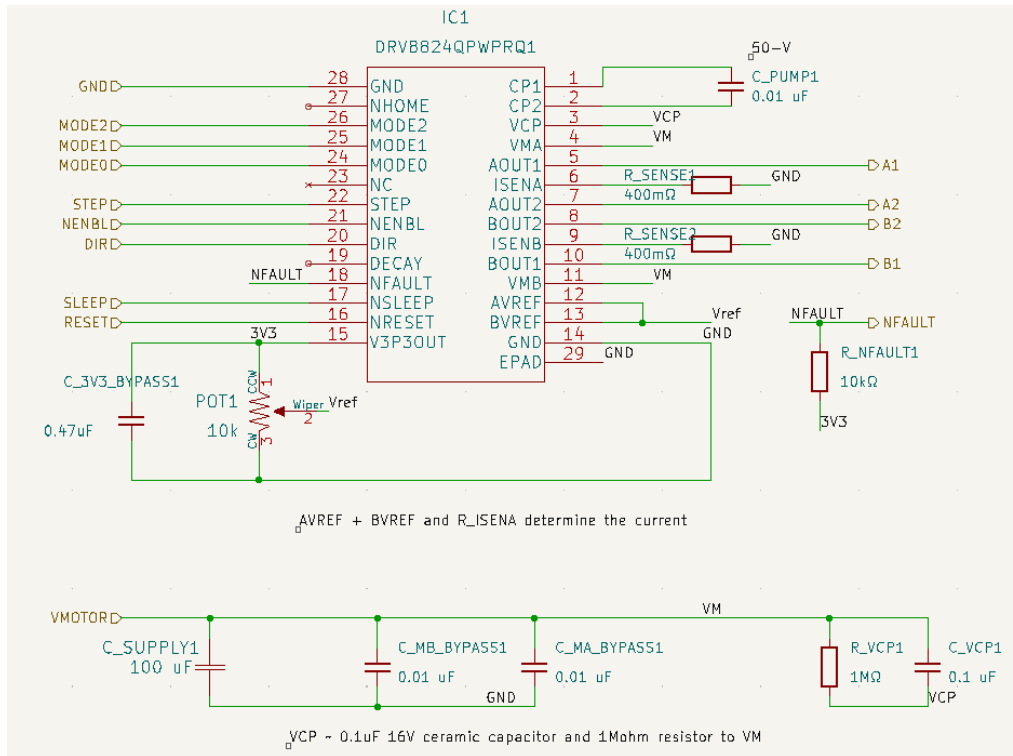 IC1
DRV8824QPWPRQ1
50-V
GND 28 GND CP1 1 C_PUMP1
27 NHOME CP2 2 0.01 uF
MODE2 26 MODE2 VCP 3 VCP
MODE1 25 MODE1 VMA 4 VM
MODE0 24 MODE0 AOUT1 5 A1
23 NC ISENA 6 R_SENSE1 GND
400mΩ
STEP 22 STEP AOUT2 7 A2
NENBL 21 NENBL BOUT2 8 B2
DIR 20 DIR ISENB 9 R_SENSE2 GND
400mΩ
19 DECAY BOUT1 10 B1
NFAULT 18 NFAULT VMB 11 VM
SLEEP 17 NSLEEP AVREF 12
RESET 16 NRESET BVREF 13 Vref
3V3 15 V3P3OUT GND 14 GND
EPAD 29 GND
NFAULT NFAULT
R_NFAULT1
10kΩ
3V3
C_3V3_BYPASS1
0.47uF
POT1
10k
CCW 1
Wiper 2 Vref
CW 3
AVREF + BVREF and R_ISENA determine the current
VMOTOR VM
C_SUPPLY1
100 uF
C_MB_BYPASS1
0.01 uF
C_MA_BYPASS1
0.01 uF
GND
R_VCP1
1MΩ
C_VCP1
0.1 uF
VCP
VCP ~ 0.1uF 16V ceramic capacitor and 1Mohm resistor to VM